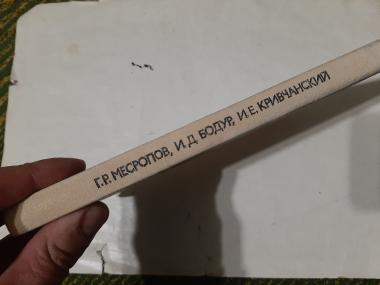 Г.Р. МЕСРОПОВ, И.Д. БОДУР, И.Е. КРИВЧАНСКИЙ